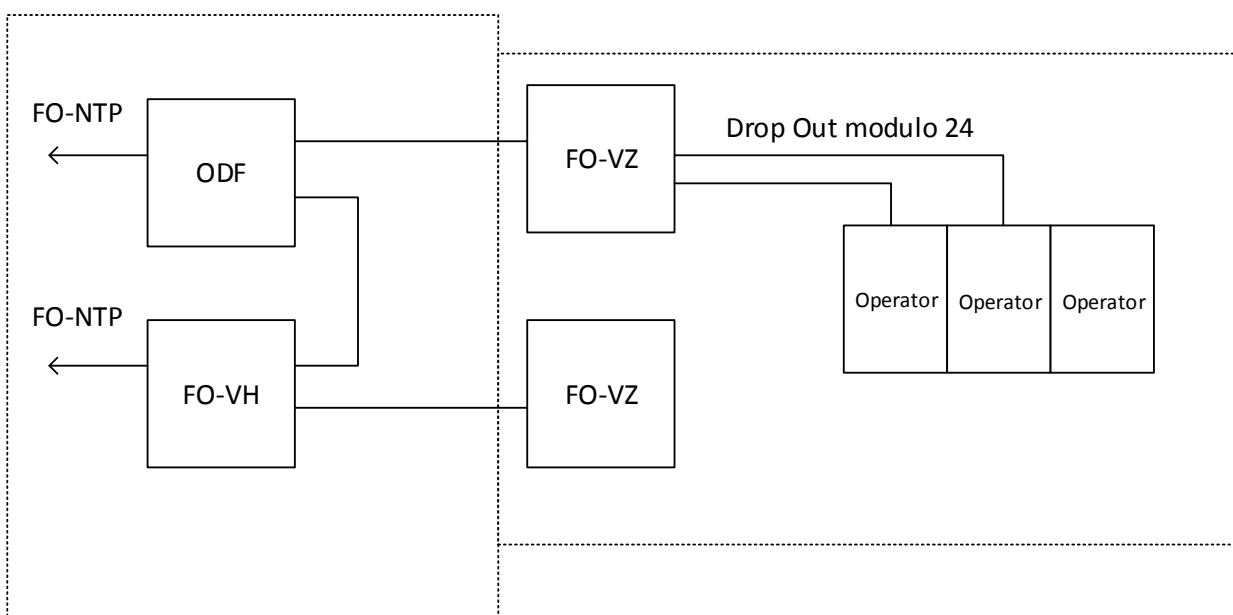 FO-NTP
ODF
FO-VZ
Drop Out modulo 24
Operator Operator Operator
FO-NTP
FO-VH
FO-VZ